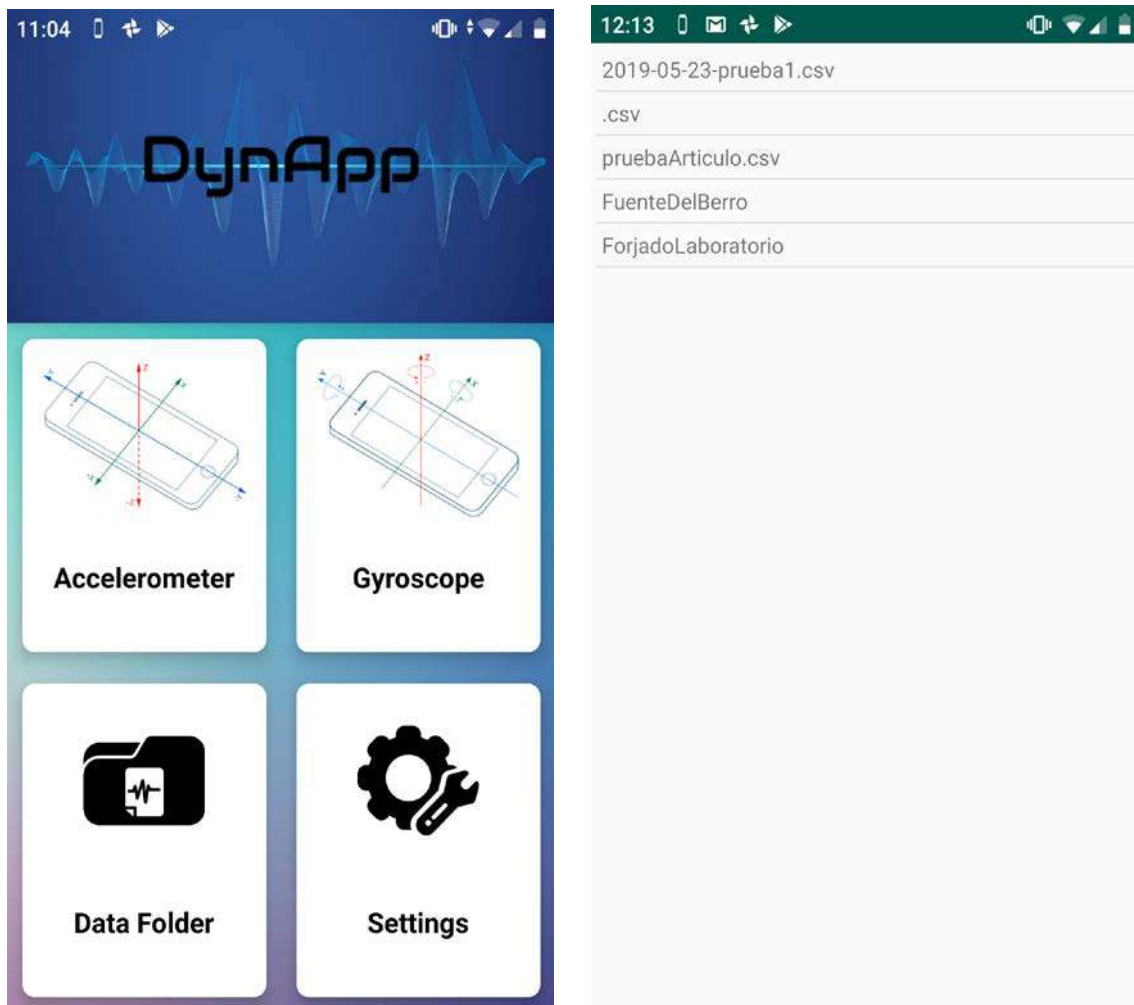 11:04
DynApp
Z
X
-X
-Z
Z
X
Accelerometer
Gyroscope
Data Folder
Settings
12:13
2019-05-23-prueba1.csv
.csv
pruebaArticulo.csv
FuenteDelBerro
ForjadoLaboratorio